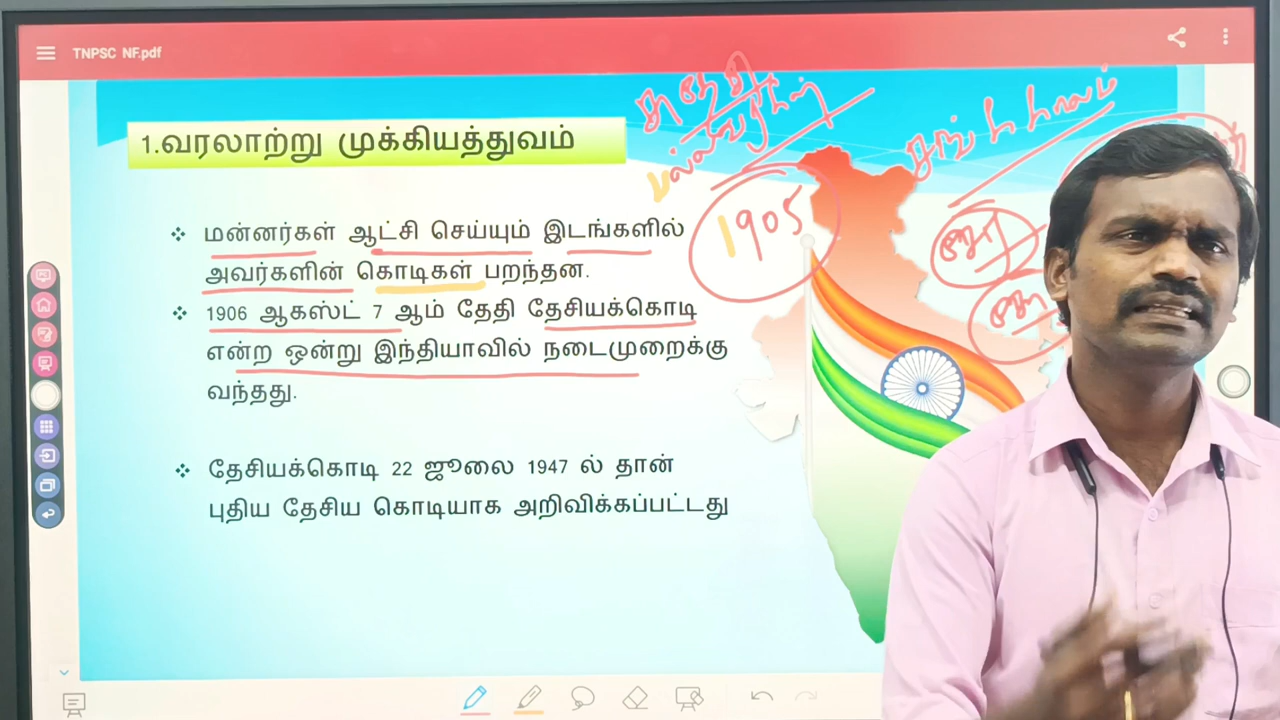 TNPSC NF.pdf
1.வரலாற்று முக்கியத்துவம்
❖ மன்னர்கள் ஆட்சி செய்யும் இடங்களில்
அவர்களின் கொடிகள் பறந்தன.
❖ 1906 ஆகஸ்ட் 7 ஆம் தேதி தேசியக்கொடி
என்ற ஒன்று இந்தியாவில் நடைமுறைக்கு
வந்தது.
❖ தேசியக்கொடி 22 ஜூலை 1947 ல் தான்
புதிய தேசிய கொடியாக அறிவிக்கப்பட்டது
1905